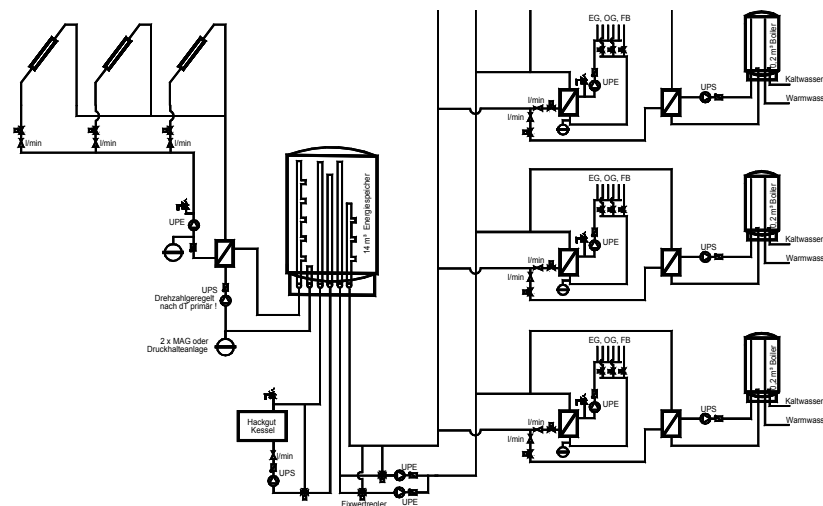 l/min
UPE
UPS
Drehzahlgeregelt
nach dT primär !
2 x MAG oder
Druckhalteanlage
14 m³ Energiespeicher
Hackgut
Kessel
l/min
UPS
UPE
Fixwertregler
UPE
EG, OG, FB
UPE
l/min
l/min
UPS
0,2 m³ Boiler
Kaltwasser
Warmwass
EG, OG, FB
UPE
l/min
l/min
UPS
0,2 m³ Boiler
Kaltwasser
Warmwass
EG, OG, FB
UPE
l/min
l/min
UPS
0,2 m³ Boiler
Kaltwasser
Warmwass